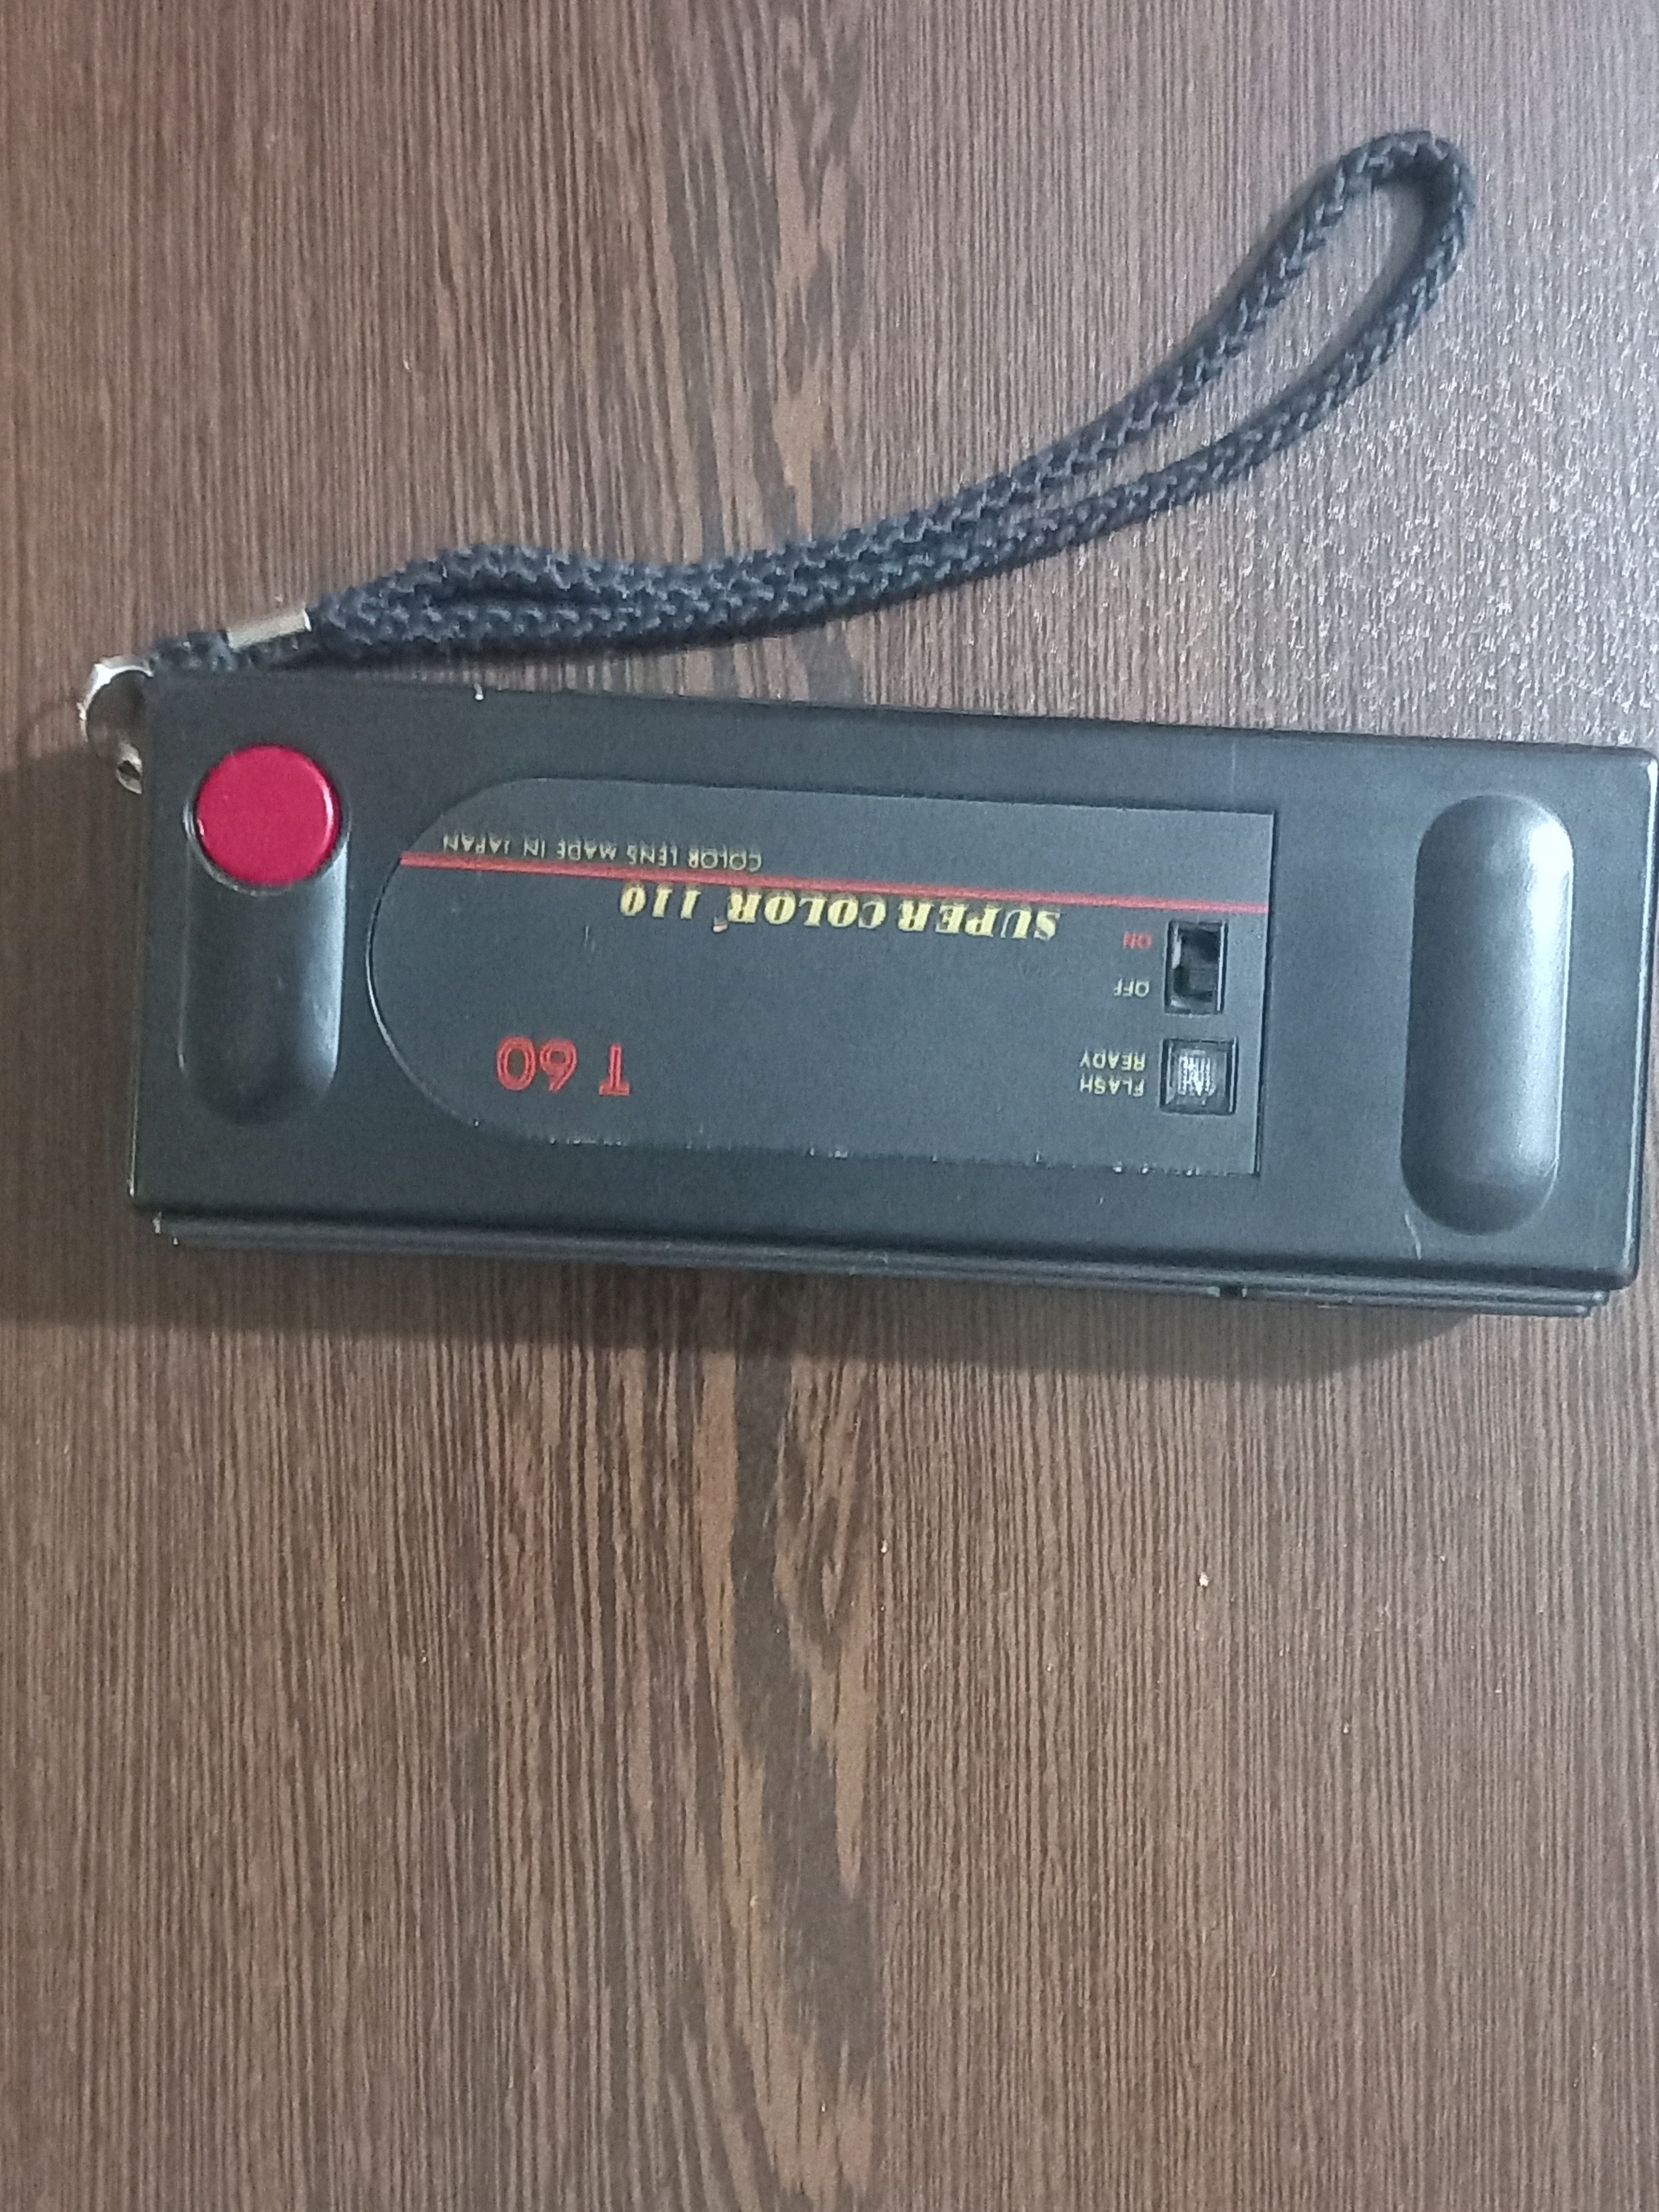 FLASH
READY
T 60
OFF
ON
SUPER COLOR 110
COLOR LENS MADE IN JAPAN